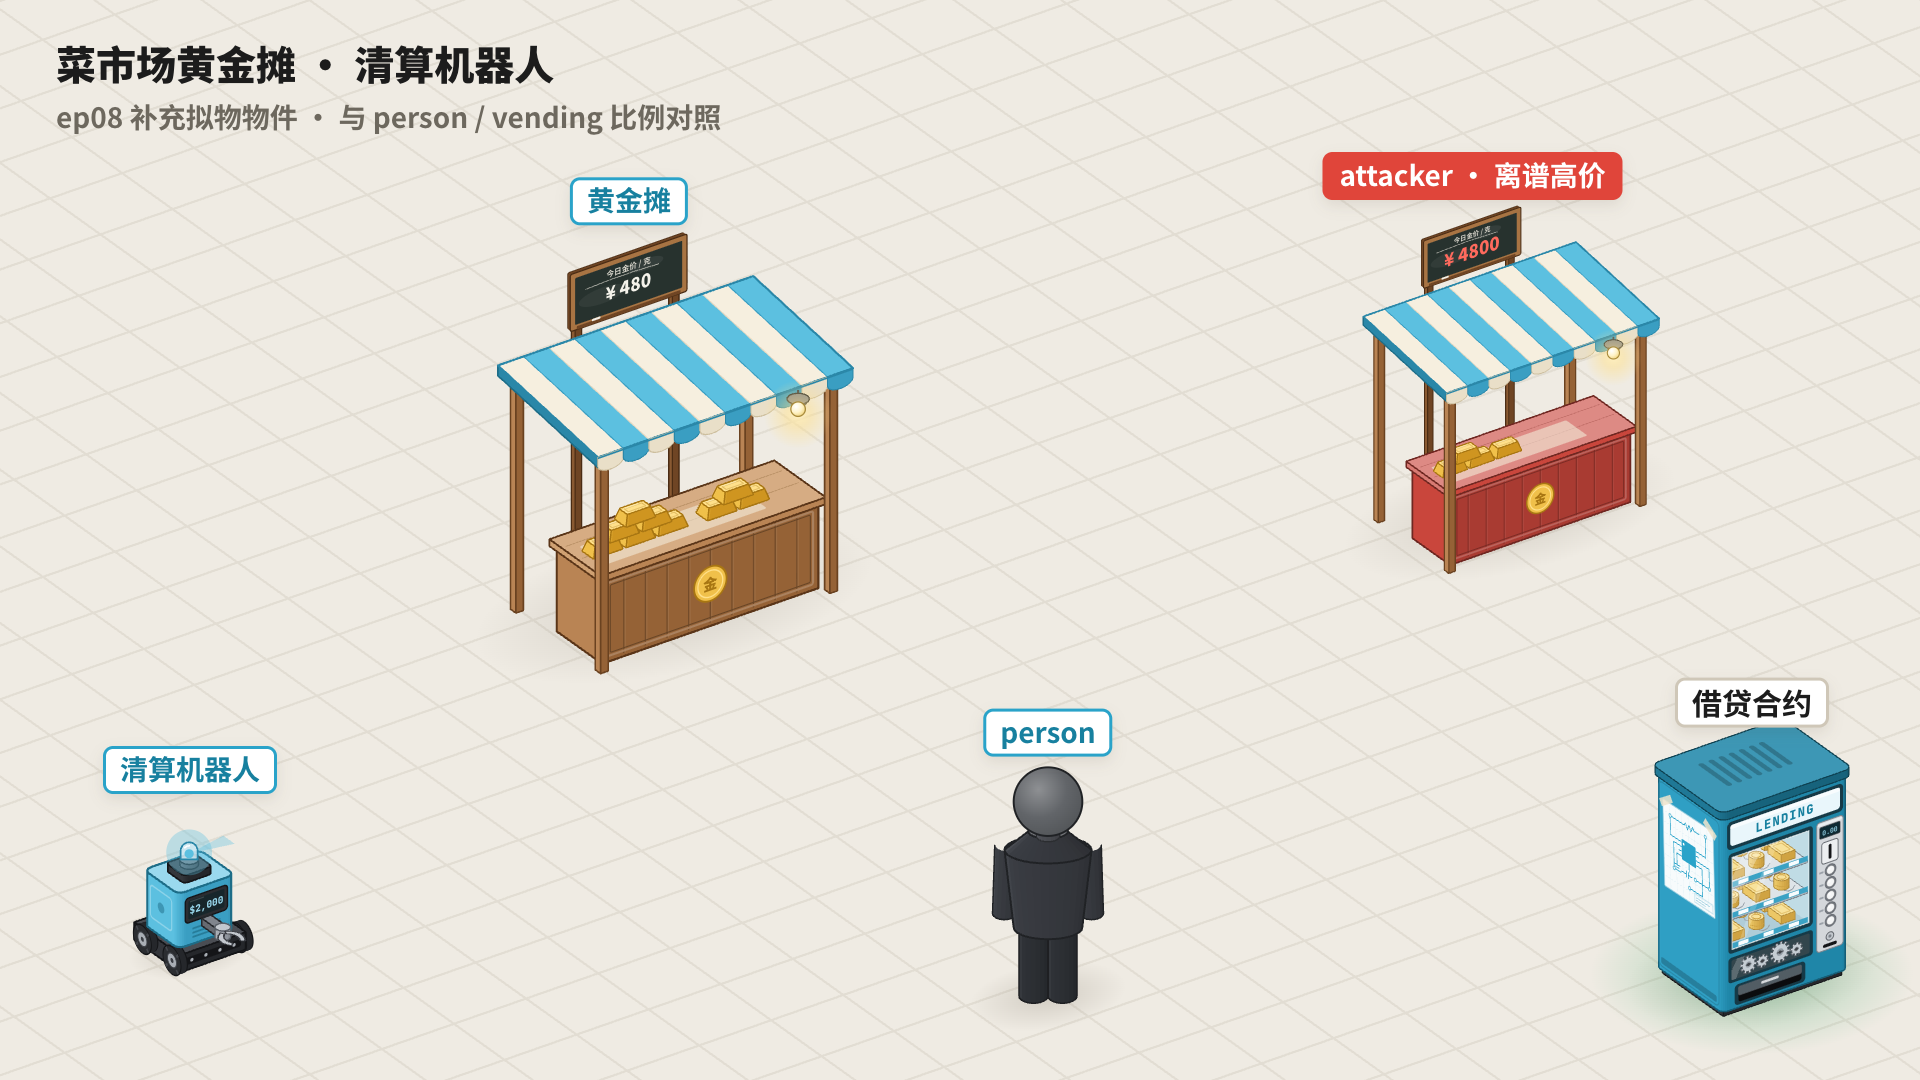 菜市场黄金摊 · 清算机器人
ep08 补充拟物物件 · 与 person / vending 比例对照
attacker · 离谱高价
黄金摊
今日金价 / 克
¥ 4800
今日金价 / 克
¥ 480
金
金
借贷合约
person
清算机器人
LENDING
0.00
$2,000